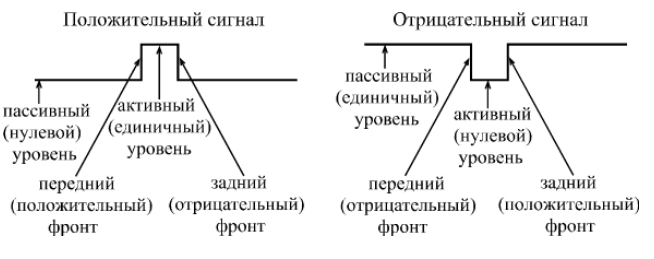 Положительный сигнал
пассивный
(нулевой)
уровень
активный
(единичный)
уровень
передний
(положительный)
фронт
задний
(отрицательный)
фронт
Отрицательный сигнал
пассивный
(единичный)
уровень
активный
(нулевой)
уровень
передний
(отрицательный)
фронт
задний
(положительный)
фронт